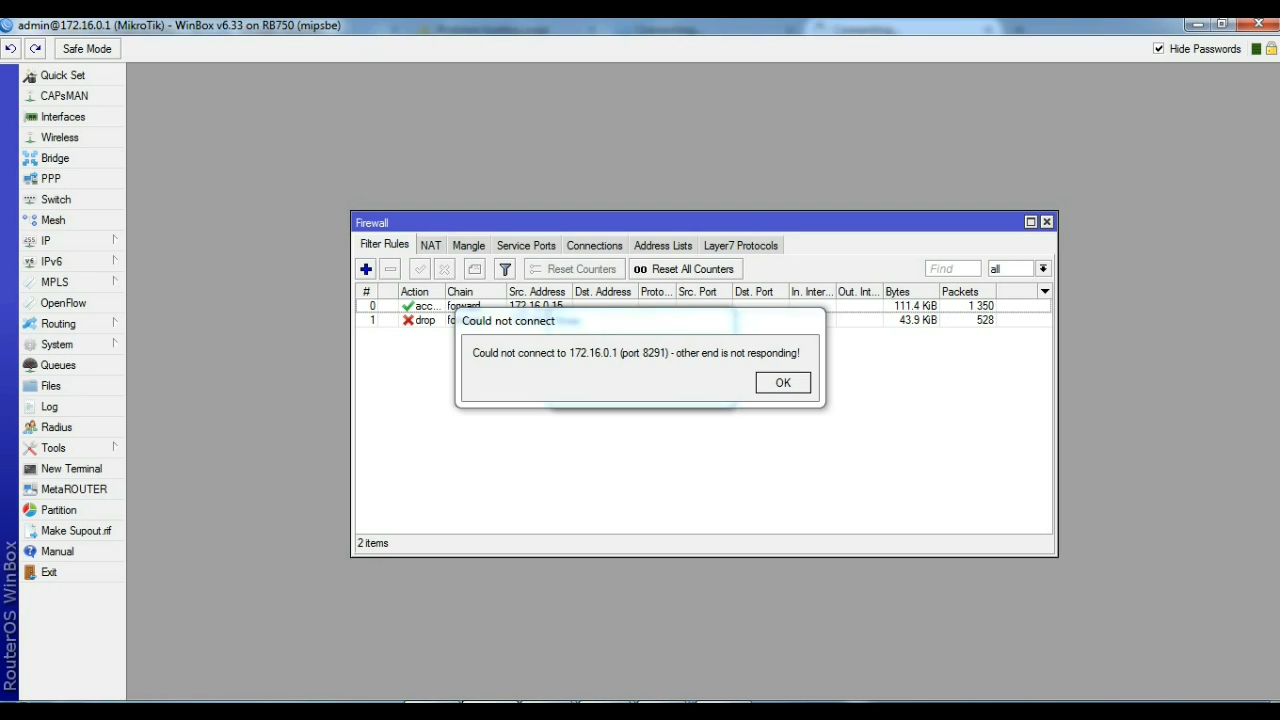 admin@172.16.0.1 (MikroTik) - WinBox v6.33 on RB750 (mipsbe)
Safe Mode
Hide Passwords
Quick Set
CAPsMAN
Interfaces
Wireless
Bridge
PPP
Switch
Mesh
IP
IPv6
MPLS
OpenFlow
Routing
System
Queues
Files
Log
Radius
Tools
New Terminal
MetaROUTER
Partition
Make Supout.rif
Manual
Exit
RouterOS WinBox
Firewall
Filter Rules NAT Mangle Service Ports Connections Address Lists Layer7 Protocols
Reset Counters 00 Reset All Counters Find all
# Action Chain Src. Address Dst. Address Proto... Src. Port Dst. Port In. Inter... Out. Int... Bytes Packets
0 acc... forward 172.16.0.15 111.4 KiB 1 350
1 drop 43.9 KiB 528
Could not connect
Could not connect to 172.16.0.1 (port 8291) - other end is not responding!
OK
2 items